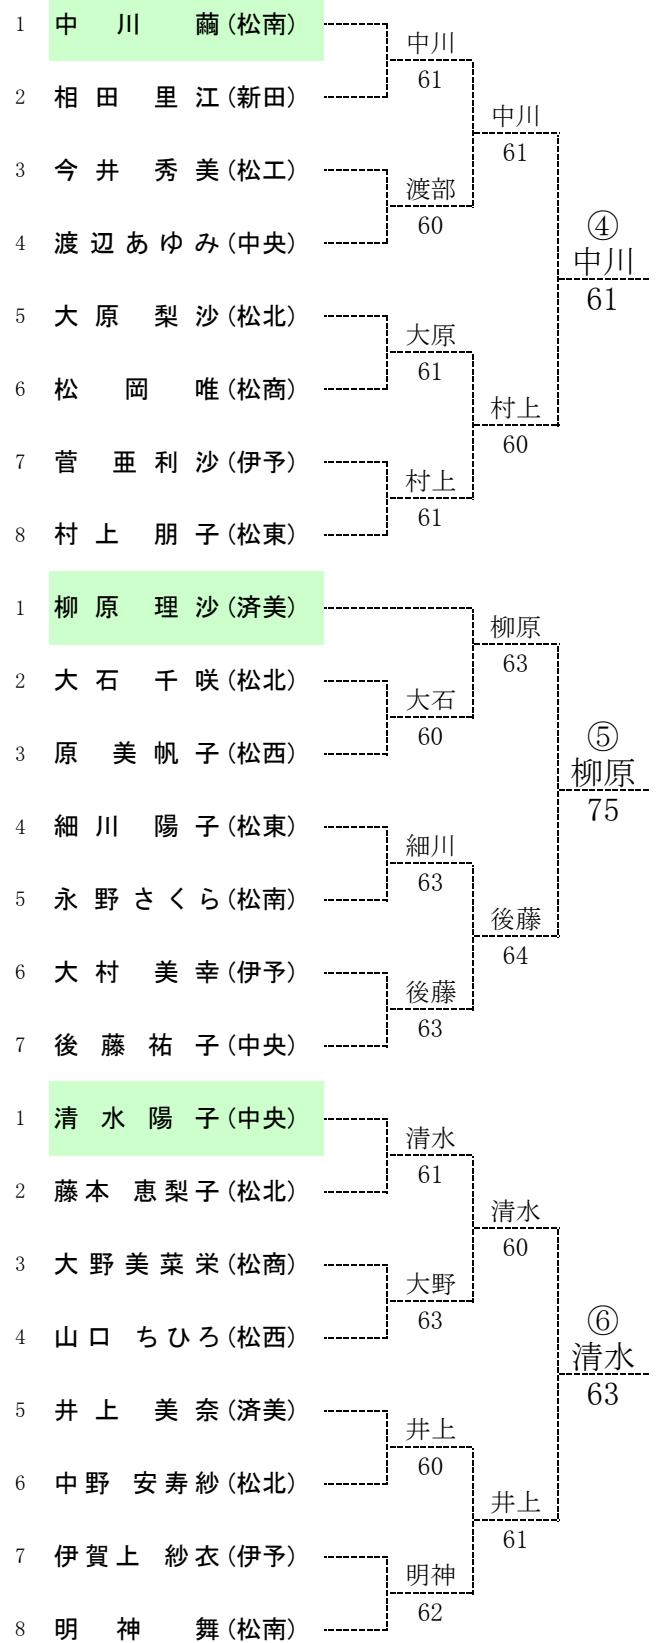 1 中川 繭(松南)
中川
61
2 相田 里江(新田)
中川
61
3 今井 秀美(松工)
渡部
60
4 渡辺あゆみ(中央)
④
中川
61
5 大原 梨沙(松北)
大原
61
6 松岡 唯(松商)
村上
60
7 菅 亜利沙(伊予)
村上
61
8 村上 朋子(松東)
1 柳原 理沙(済美)
柳原
63
2 大石 千咲(松北)
大石
60
3 原 美帆子(松西)
⑤
柳原
75
4 細川 陽子(松東)
細川
63
5 永野さくら(松南)
後藤
64
6 大村 美幸(伊予)
後藤
63
7 後藤祐子(中央)
1 清水陽子(中央)
清水
61
2 藤本 恵梨子(松北)
清水
60
3 大野美菜栄(松商)
大野
63
4 山口 ちひろ(松西)
⑥
清水
63
5 井上 美奈(済美)
井上
60
6 中野 安寿紗(松北)
井上
61
7 伊賀上 紗衣(伊予)
明神
62
8 明神 舞(松南)